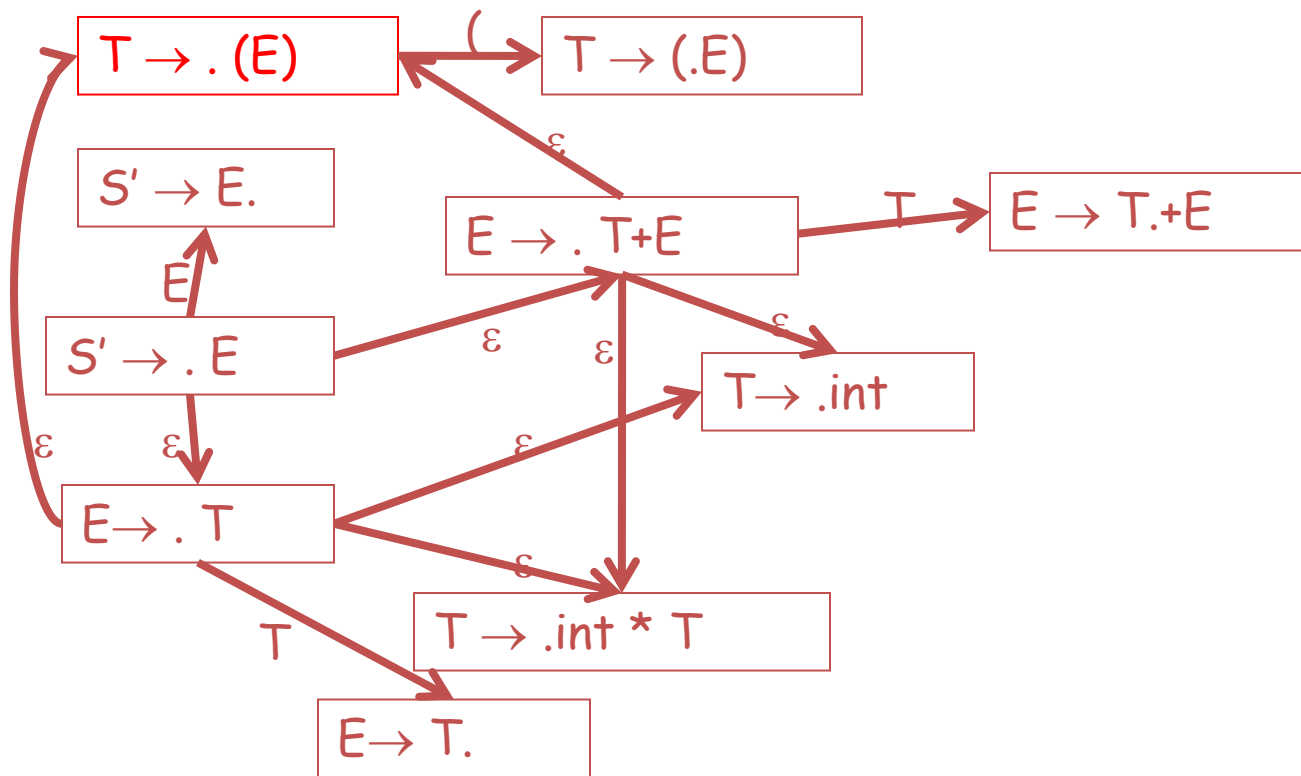 T → . (E)
(
T → (.E)
ε
S' → E.
E → . T+E
T
E → T.+E
E
S' → . E
ε
ε
ε
T→ .int
ε
ε
ε
E→ . T
ε
T → .int * T
T
E→ T.